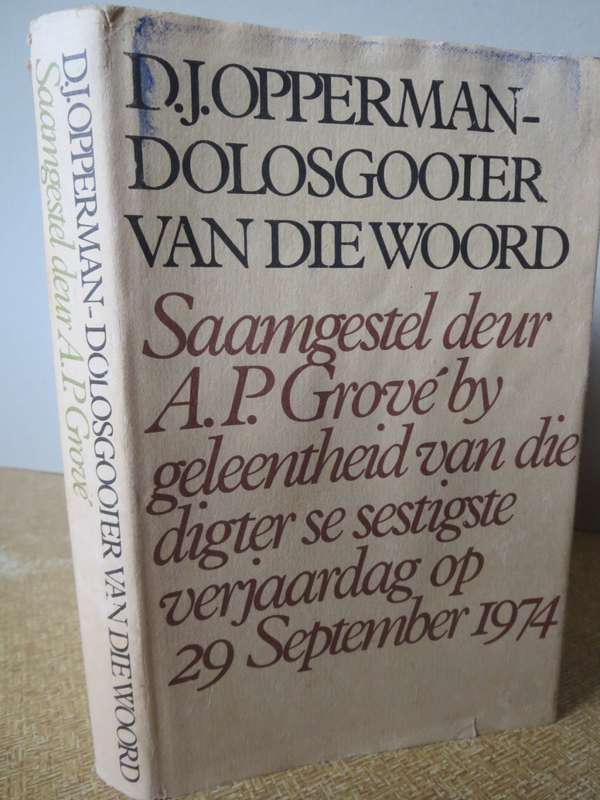 D.J.OPPERMAN-
DOLOSGOOIER
VAN DIE WOORD
Saamgestel deur
A.P. Grové by
geleentheid van die
digter se sestigste
verjaardag op
29 September 1974
D.J.OPPERMAN-DOLOSGOOIER VAN DIE WOORD
Saamgestel deur A.P. Grové